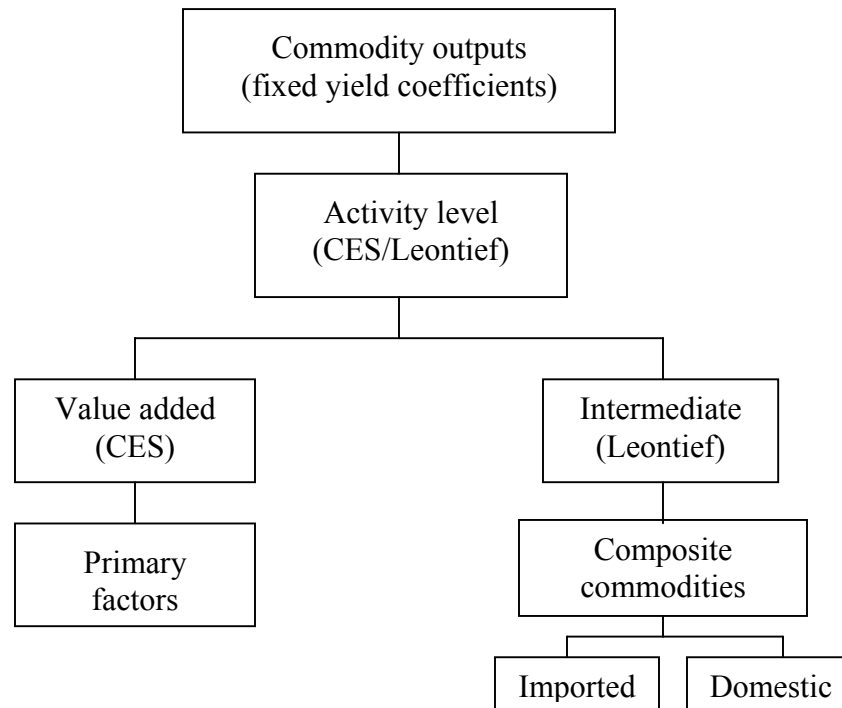 Commodity outputs
(fixed yield coefficients)
Activity level
(CES/Leontief)
Value added
(CES)
Intermediate
(Leontief)
Primary
factors
Composite
commodities
Imported
Domestic